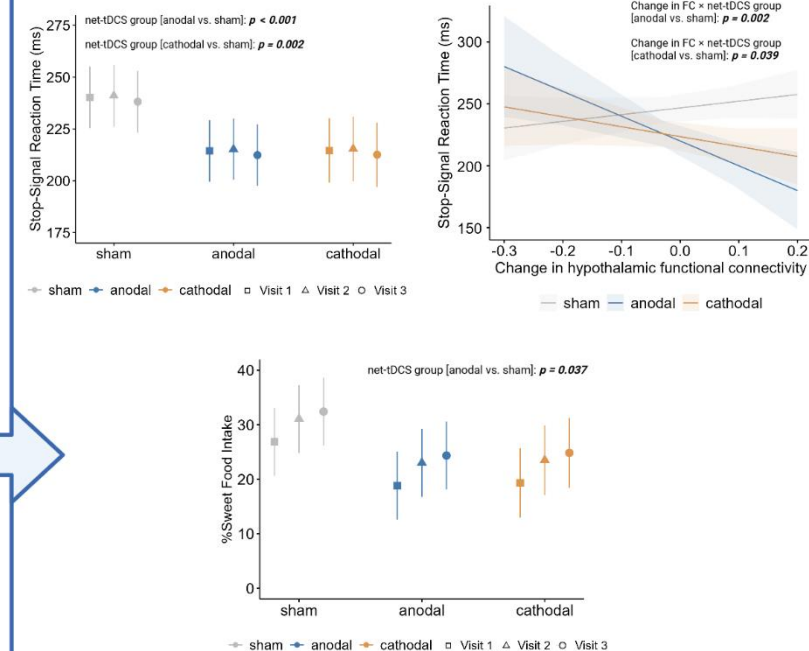 net-tDCS group [anodal vs. sham]: p < 0.001
net-tDCS group [cathodal vs. sham]: p = 0.002
Stop-Signal Reaction Time (ms)
275
250
225
200
175
sham anodal cathodal
sham anodal cathodal Visit 1 Visit 2 Visit 3
Change in FC × net-tDCS group
[anodal vs. sham]: p = 0.002
Change in FC × net-tDCS group
[cathodal vs. sham]: p = 0.039
Stop-Signal Reaction Time (ms)
300
250
200
150
-0.3 -0.2 -0.1 0.0 0.1 0.2
Change in hypothalamic functional connectivity
sham anodal cathodal
net-tDCS group [anodal vs. sham]: p = 0.037
%Sweet Food Intake
40
30
20
10
0
sham anodal cathodal
sham anodal cathodal Visit 1 Visit 2 Visit 3